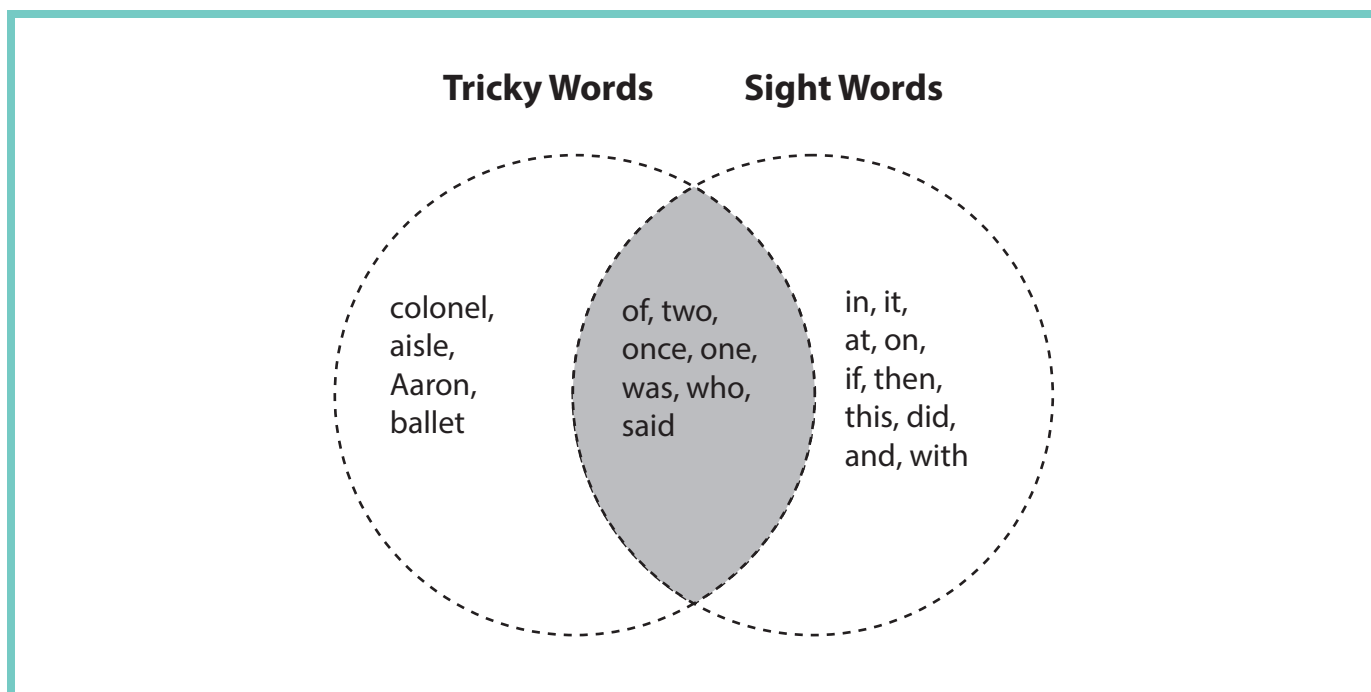 Tricky Words
Sight Words
colonel,
aisle,
Aaron,
ballet
of, two,
once, one,
was, who,
said
in, it,
at, on,
if, then,
this, did,
and, with